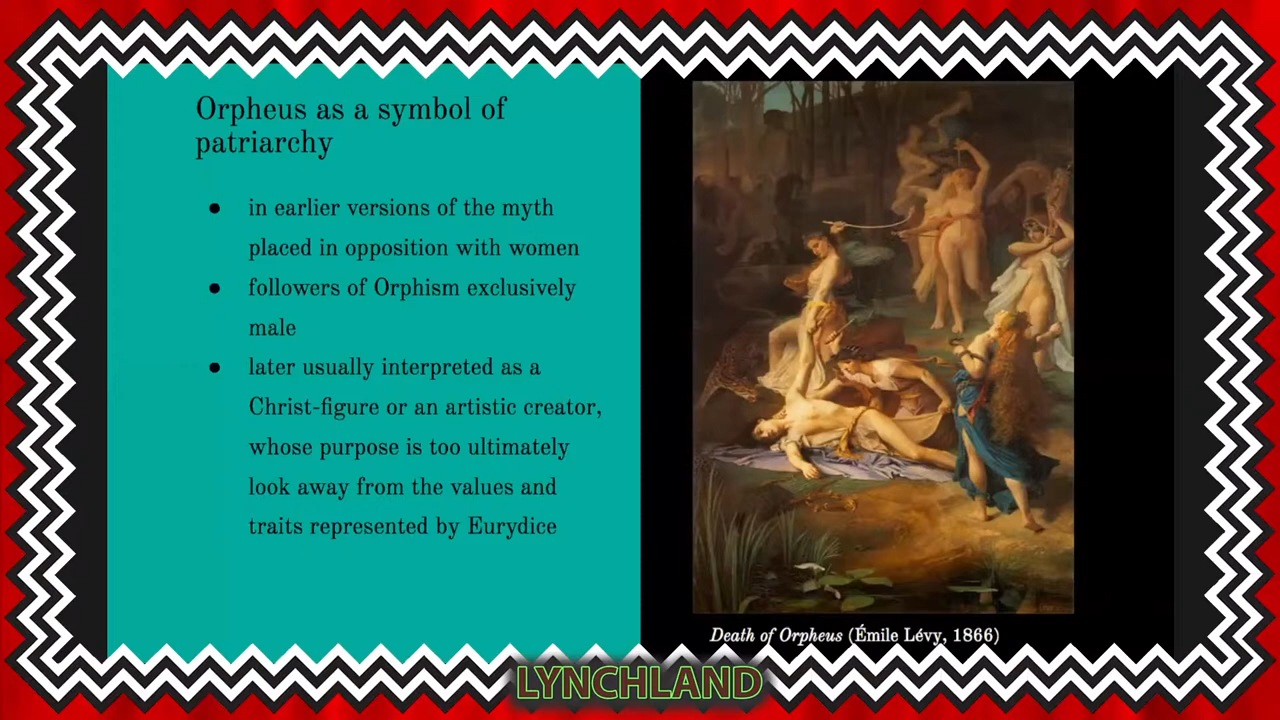 Orpheus as a symbol of
patriarchy
● in earlier versions of the myth
placed in opposition with women
● followers of Orphism exclusively
male
● later usually interpreted as a
Christ-figure or an artistic creator,
whose purpose is too ultimately
look away from the values and
traits represented by Eurydice
Death of Orpheus (Émile Lévy, 1866)
LYNCHLAND